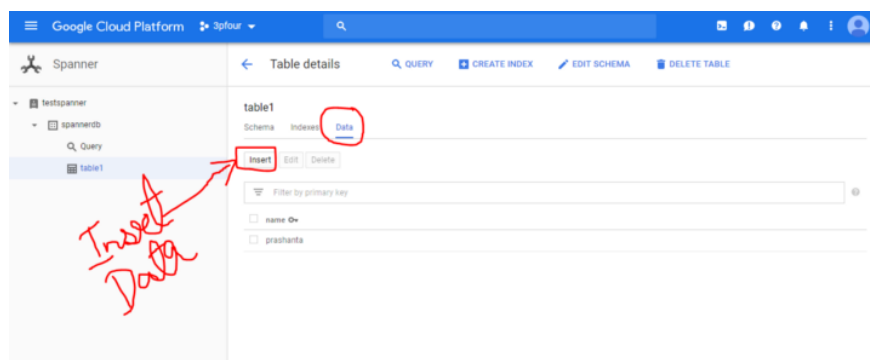 Google Cloud Platform 3pfour
Spanner
Table details QUERY CREATE INDEX EDIT SCHEMA DELETE TABLE
testspanner
spannerdb
Query
table1
table1
Schema Indexes Data
Insert Edit Delete
Filter by primary key
name
prashanta
Inset
Data